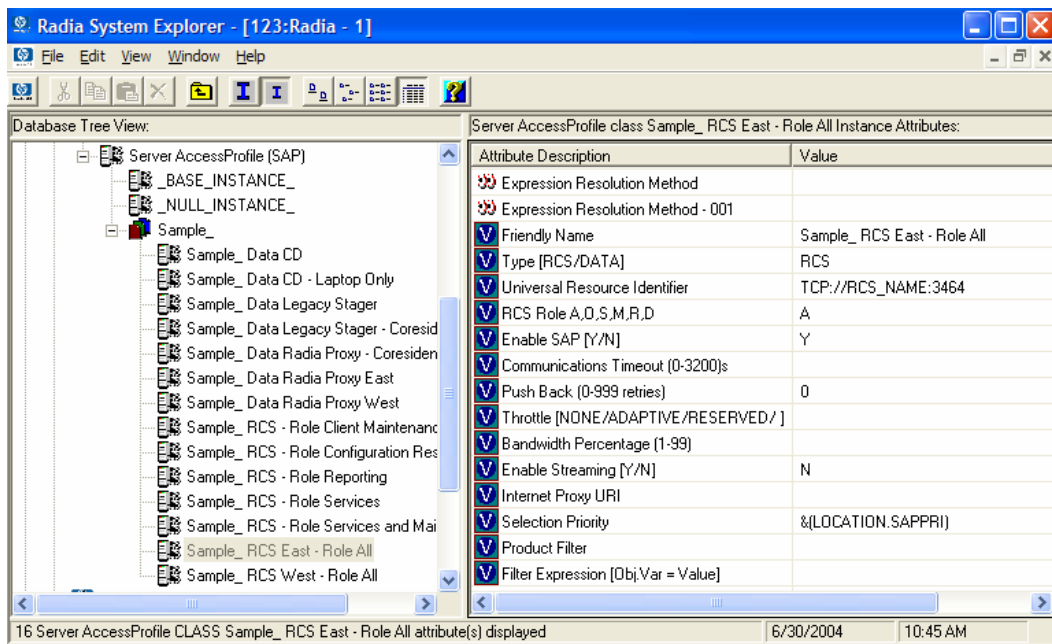 Radia System Explorer - [123:Radia - 1]
File Edit View Window Help
Database Tree View:
Server AccessProfile (SAP)
_BASE_INSTANCE_
_NULL_INSTANCE_
Sample_
Sample_ Data CD
Sample_ Data CD - Laptop Only
Sample_ Data Legacy Stager
Sample_ Data Legacy Stager - Coresid
Sample_ Data Radia Proxy - Coresiden
Sample_ Data Radia Proxy East
Sample_ Data Radia Proxy West
Sample_ RCS - Role Client Maintenanc
Sample_ RCS - Role Configuration Res
Sample_ RCS - Role Reporting
Sample_ RCS - Role Services
Sample_ RCS - Role Services and Mai
Sample_ RCS East - Role All
Sample_ RCS West - Role All
Server AccessProfile class Sample_ RCS East - Role All Instance Attributes:
Attribute Description Value
Expression Resolution Method
Expression Resolution Method - 001
V Friendly Name Sample_ RCS East - Role All
V Type [RCS/DATA] RCS
V Universal Resource Identifier TCP://RCS_NAME:3464
V RCS Role A,O,S,M,R,D A
V Enable SAP [Y/N] Y
V Communications Timeout (0-3200)s
V Push Back (0-999 retries) 0
V Throttle [NONE/ADAPTIVE/RESERVED/ ]
V Bandwidth Percentage (1-99)
V Enable Streaming [Y/N] N
V Internet Proxy URI
V Selection Priority &(LOCATION.SAPPRI)
V Product Filter
V Filter Expression [Obj.Var = Value]
16 Server AccessProfile CLASS Sample_ RCS East - Role All attribute(s) displayed 6/30/2004 10:45 AM